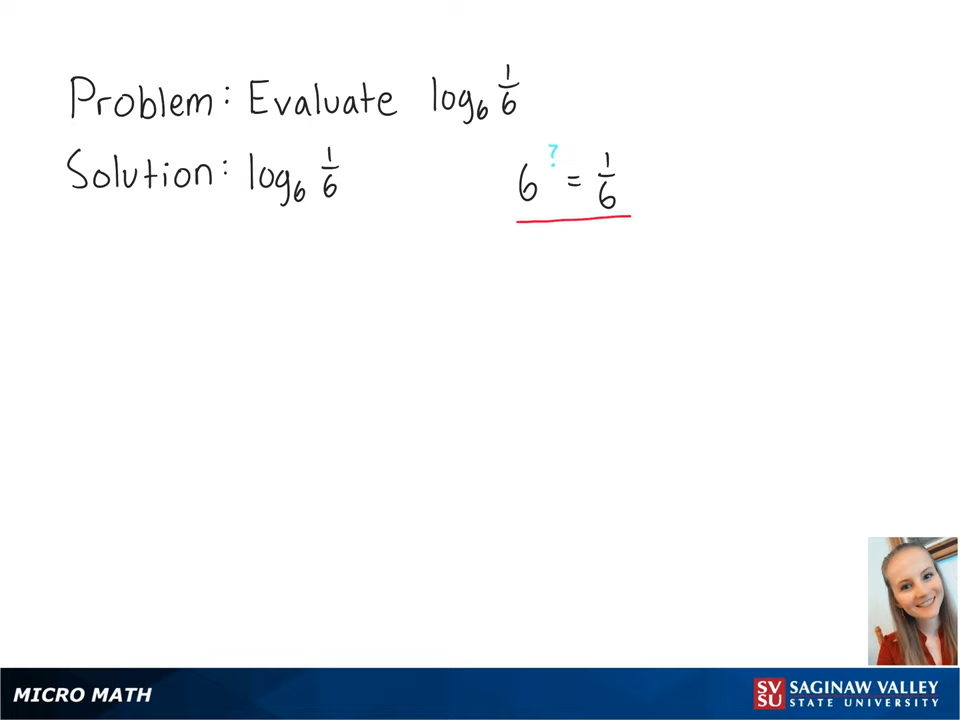 Problem: Evaluate log₆ 1/6
Solution: log₆ 1/6 6^? = 1/6
MICRO MATH
SV SU SAGINAW VALLEY
STATE UNIVERSITY